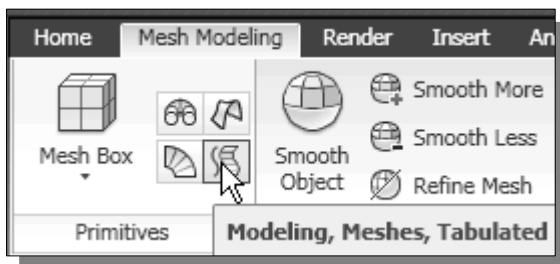 Home Mesh Modeling Render Insert An
Mesh Box
Smooth Object
Smooth More
Smooth Less
Refine Mesh
Primitives
Modeling, Meshes, Tabulated